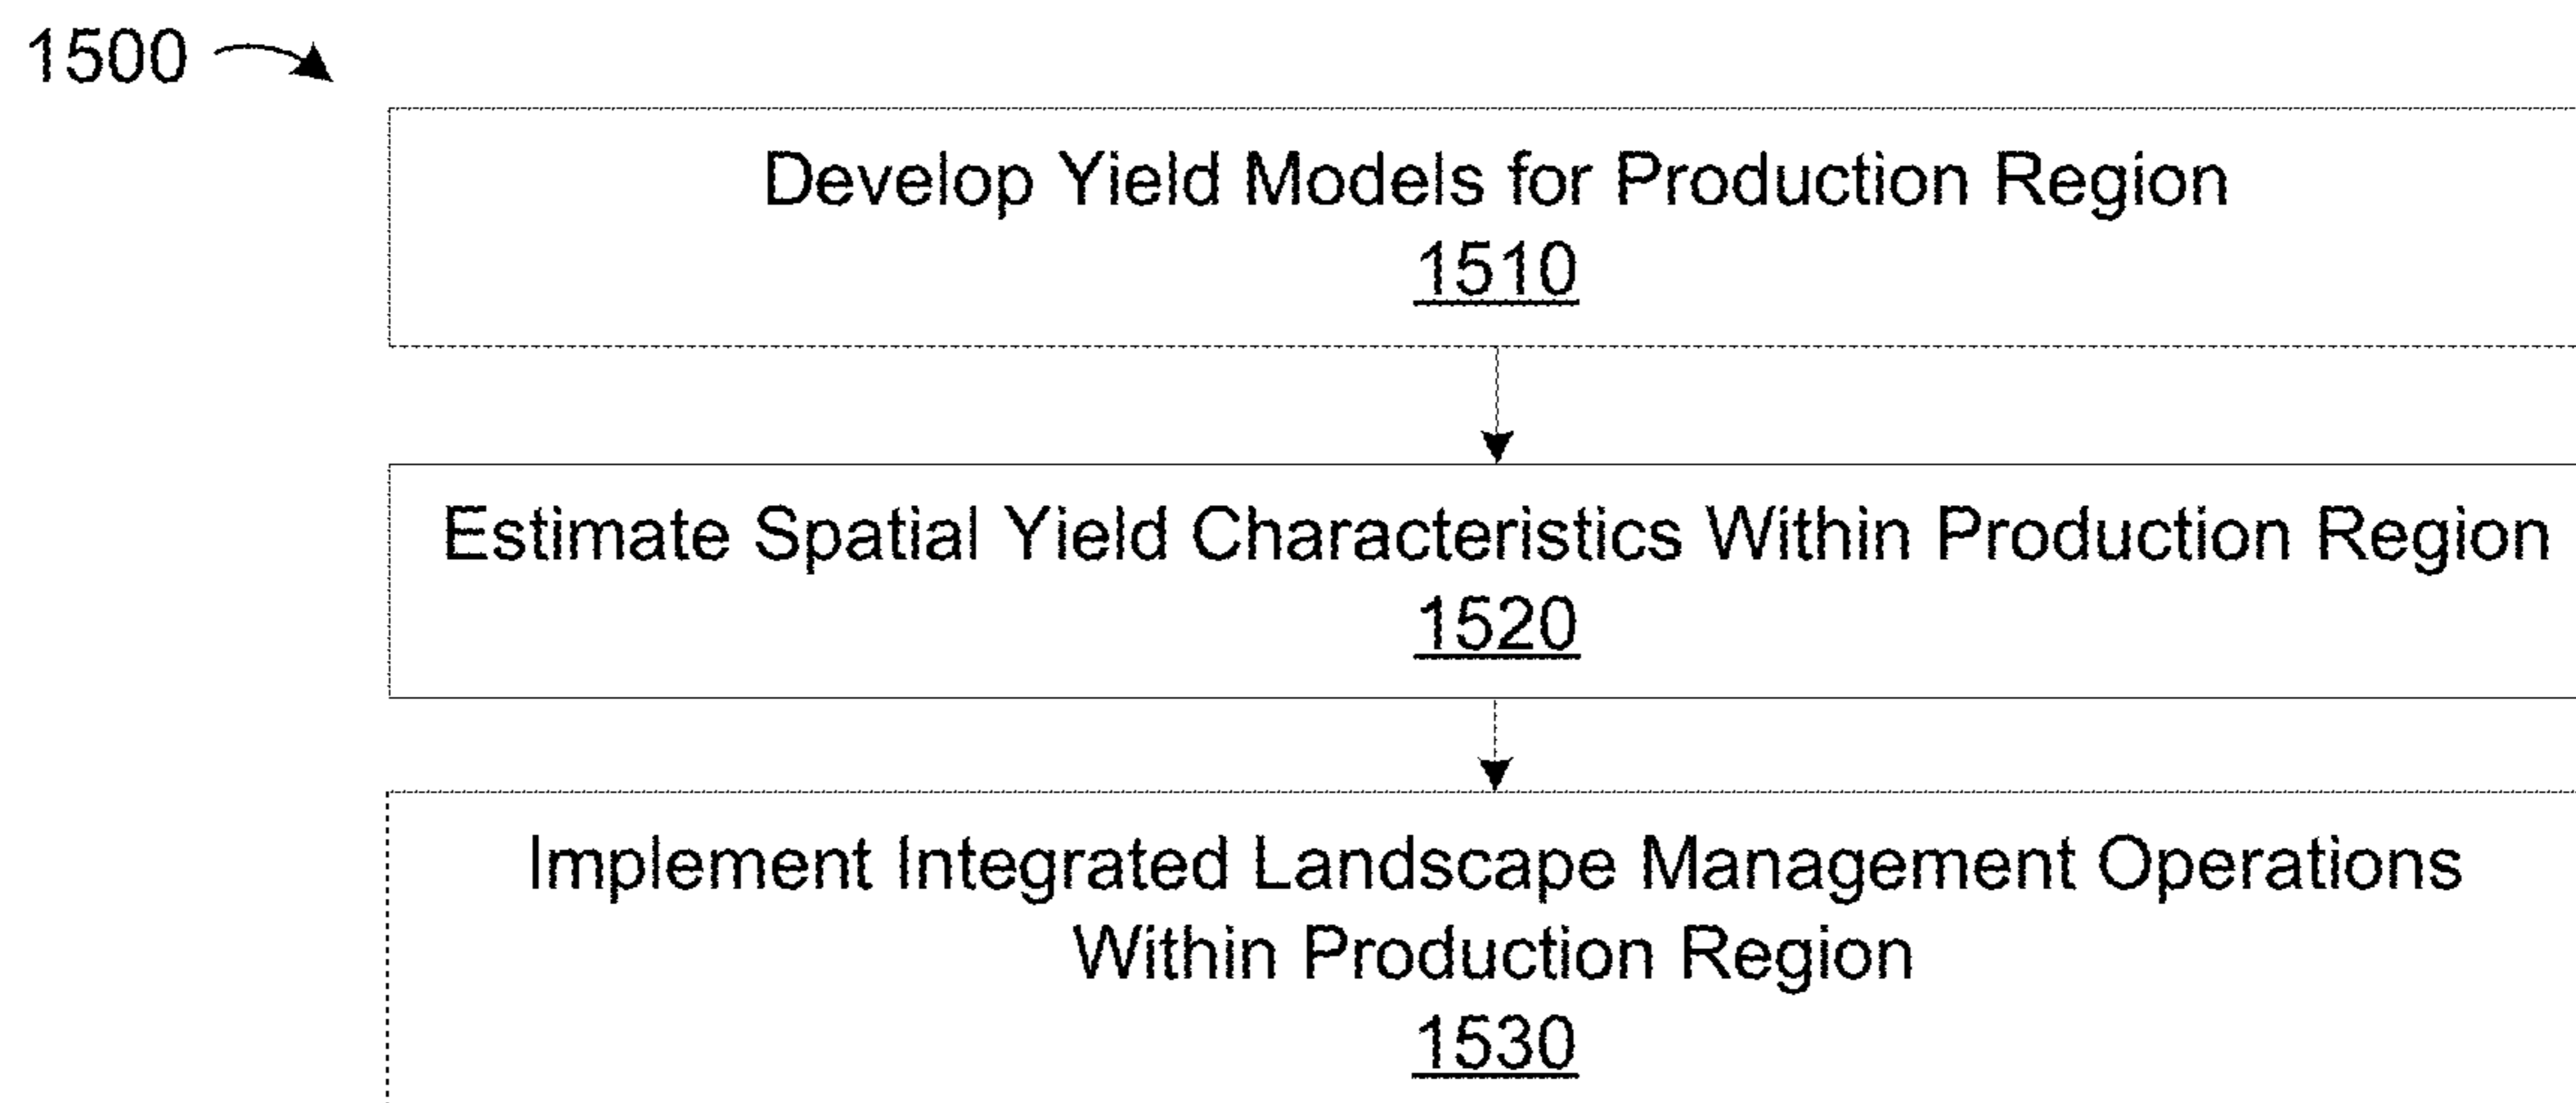 1500
Develop Yield Models for Production Region
1510
Estimate Spatial Yield Characteristics Within Production Region
1520
Implement Integrated Landscape Management Operations
Within Production Region
1530